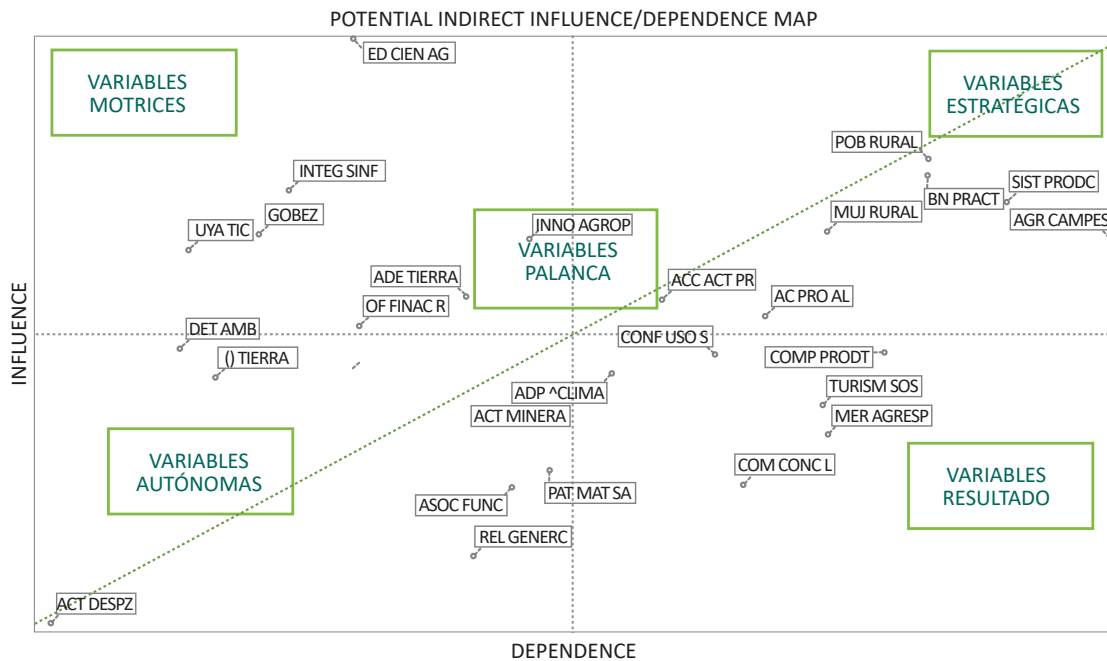 POTENTIAL INDIRECT INFLUENCE/DEPENDENCE MAP
ED CIEN AG
VARIABLES
MOTRICES
VARIABLES
ESTRATÉGICAS
POB RURAL
INTEG SINF
SIST PRODC
BN PRACT
GOBEZ
UYA TIC
INNO AGROP
MUJ RURAL
AGR CAMPES
VARIABLES
PALANCA
ADE TIERRA
ACC ACT PR
OF FINAC R
AC PRO AL
DET AMB
CONF USO S
() TIERRA
COMP PRODT
ADP ^CLIMA
TURISM SOS
ACT MINERA
MER AGRESP
VARIABLES
AUTÓNOMAS
COM CONC L
VARIABLES
RESULTADO
PAT MAT SA
ASOC FUNC
REL GENERC
ACT DESPZ
INFLUENCE
DEPENDENCE